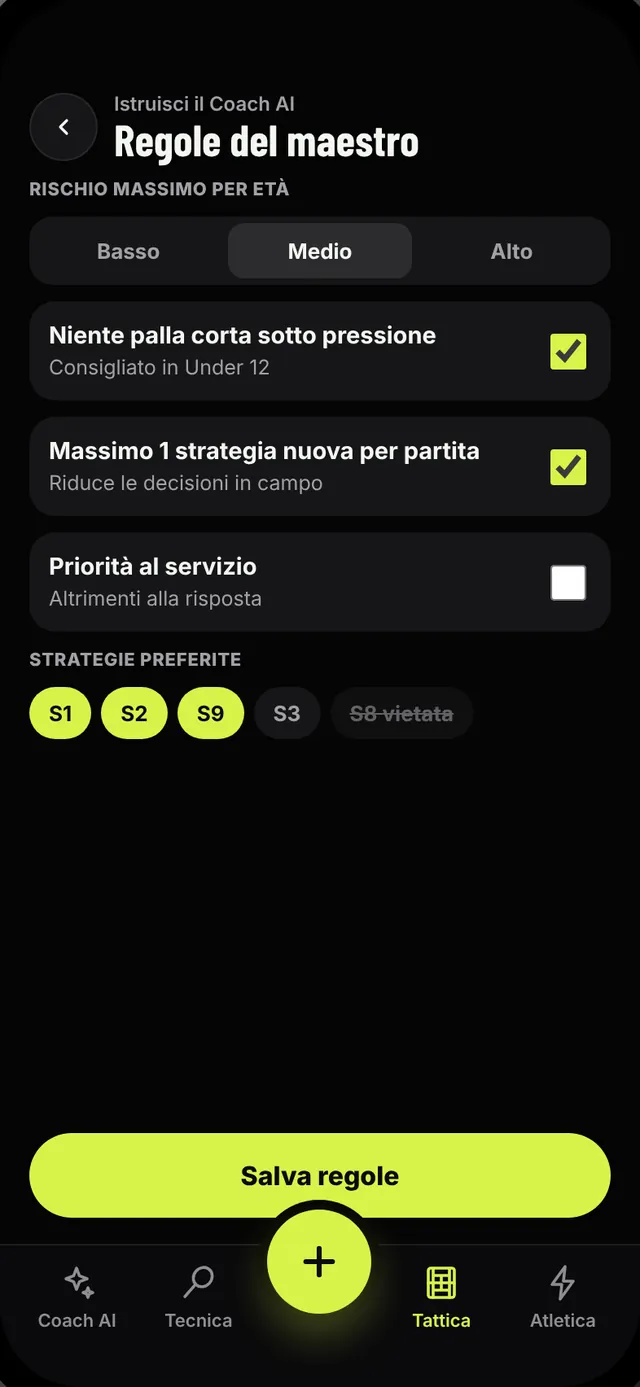 Istruisci il Coach AI
Regole del maestro
RISCHIO MASSIMO PER ETÀ
Basso Medio Alto
Niente palla corta sotto pressione
Consigliato in Under 12
Massimo 1 strategia nuova per partita
Riduce le decisioni in campo
Priorità al servizio
Altrimenti alla risposta
STRATEGIE PREFERITE
S1 S2 S9 S3 S8 vietata
Salva regole
Coach AI Tecnica Tattica Atletica